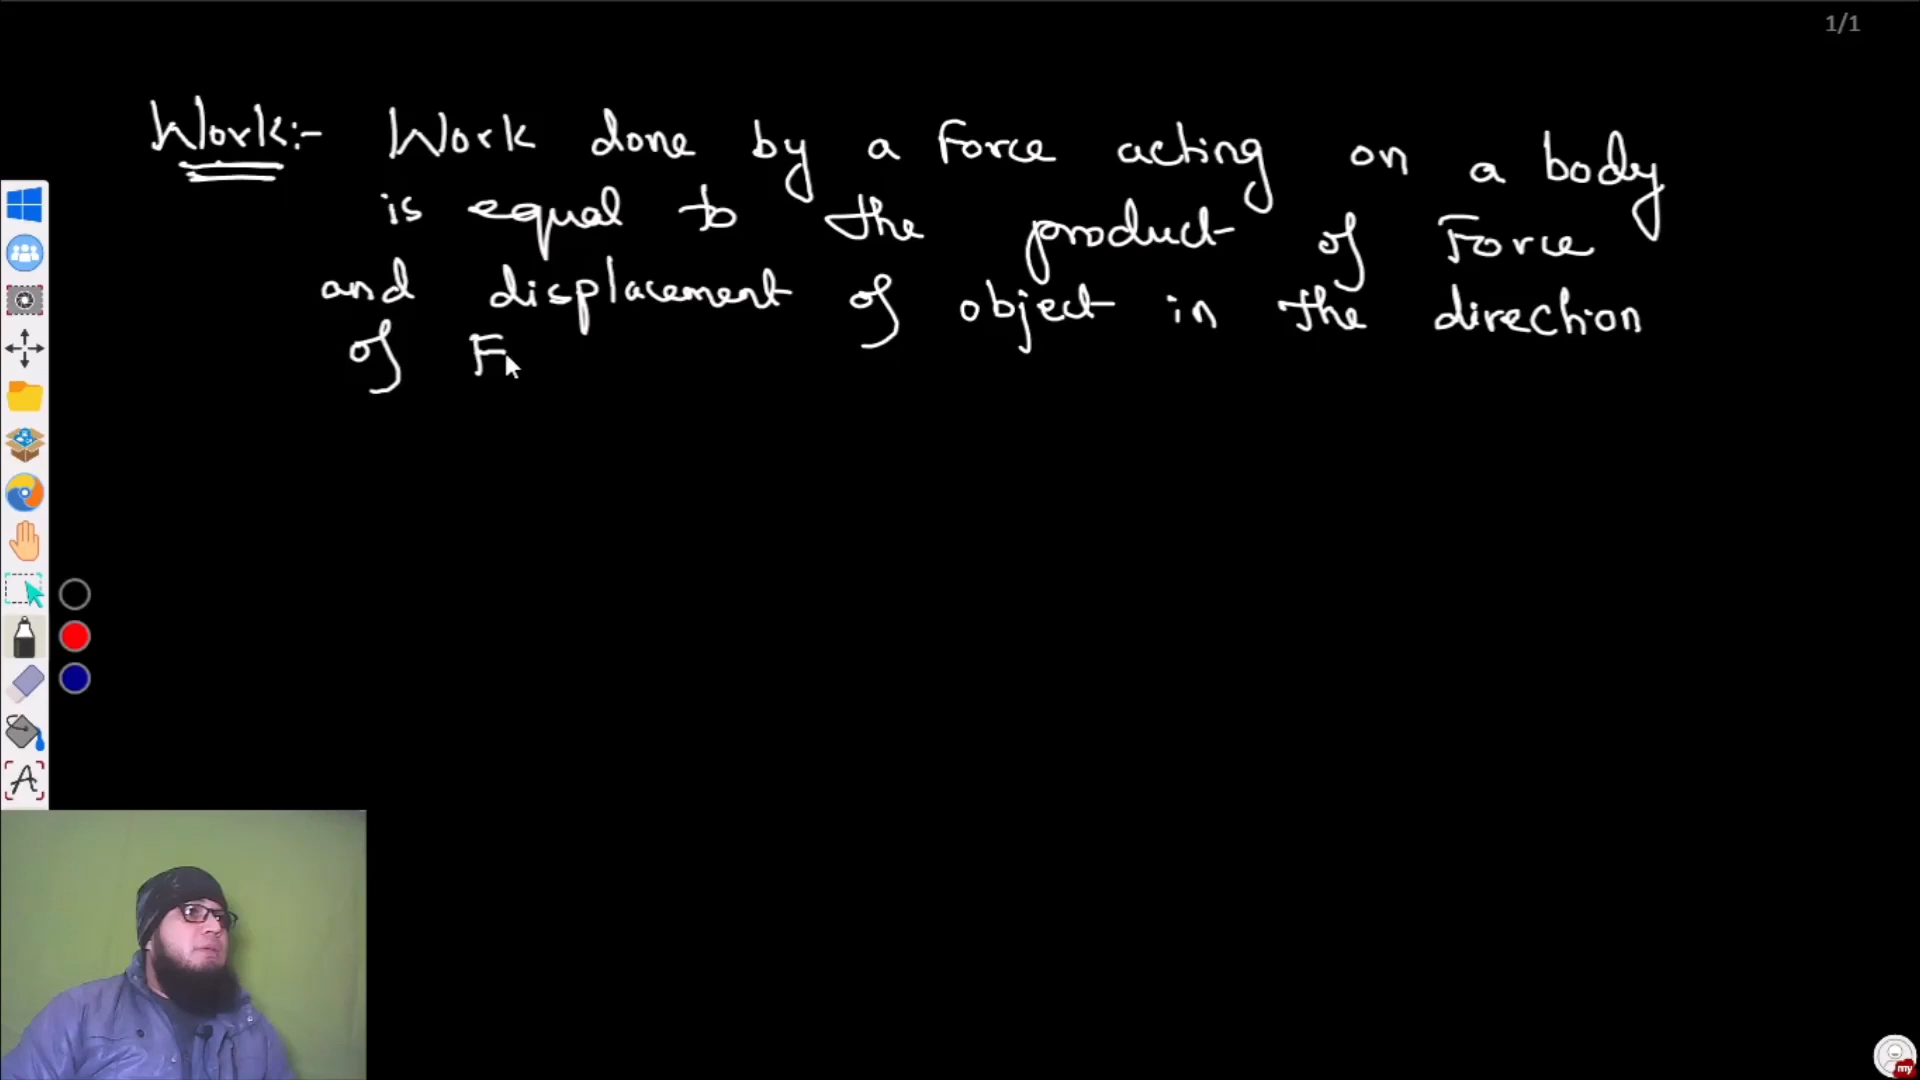 1/1
Work:- Work done by a Force acting on a body
is equal to the product of Force
and displacement of object in the direction
of F
my